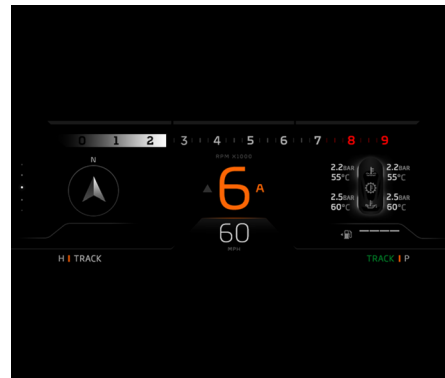 0 1 2 3 4 5 6 7 8 9
N
RPM X1000
6 A
60
MPH
2.2BAR 2.2BAR
55°C 55°C
2.5BAR 2.5BAR
60°C 60°C
H I TRACK
TRACK I P